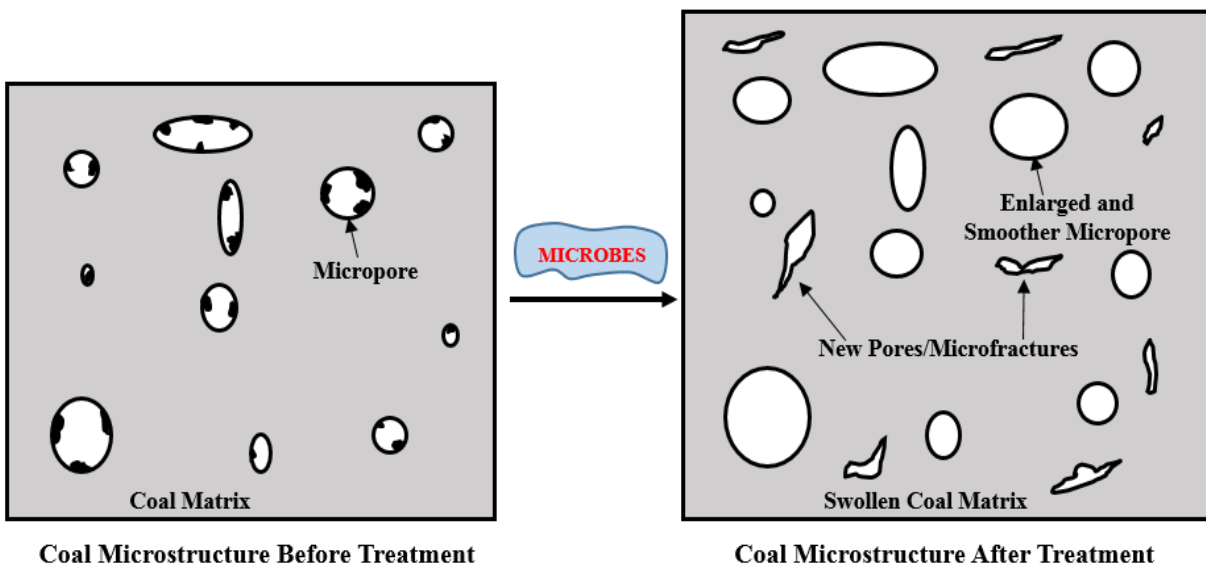 Micropore
Coal Matrix
Coal Microstructure Before Treatment
MICROBES
Enlarged and
Smoother Micropore
New Pores/Microfractures
Swollen Coal Matrix
Coal Microstructure After Treatment